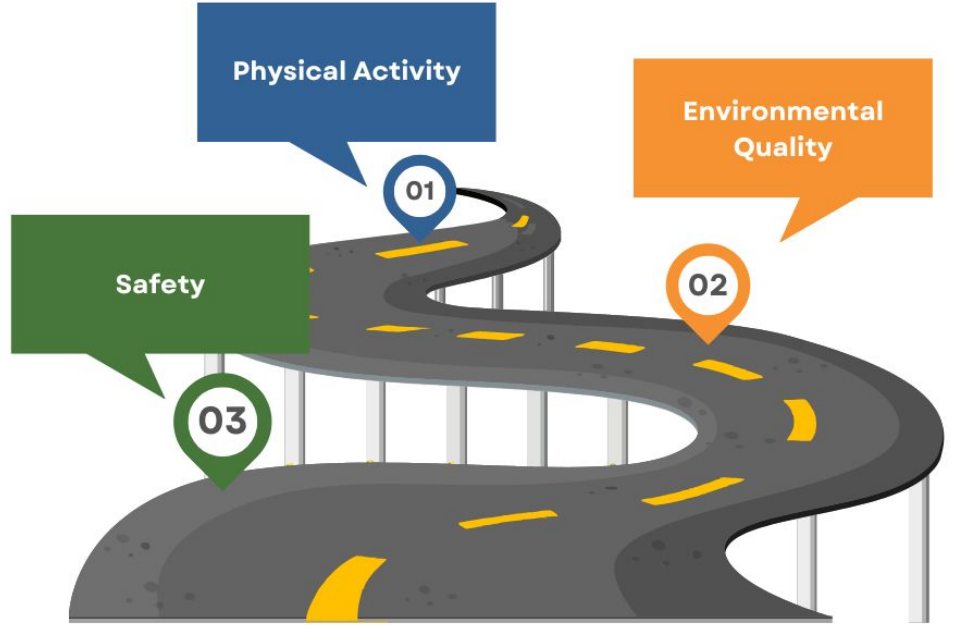 Physical Activity
01
Environmental
Quality
02
Safety
03